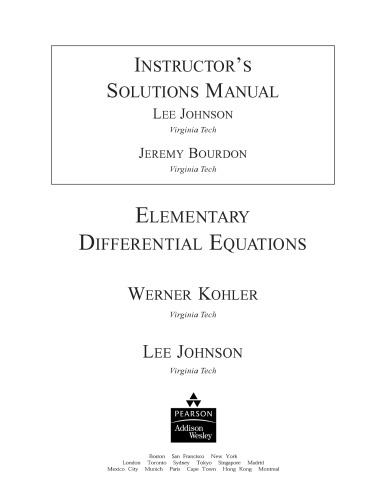 INSTRUCTOR'S
SOLUTIONS MANUAL
LEE JOHNSON
Virginia Tech
JEREMY BOURDON
Virginia Tech
ELEMENTARY
DIFFERENTIAL EQUATIONS
WERNER KOHLER
Virginia Tech
LEE JOHNSON
Virginia Tech
PEARSON
Addison
Wesley
Boston San Francisco New York
London Toronto Sydney Tokyo Singapore Madrid
Mexico City Munich Paris Cape Town Hong Kong Montreal